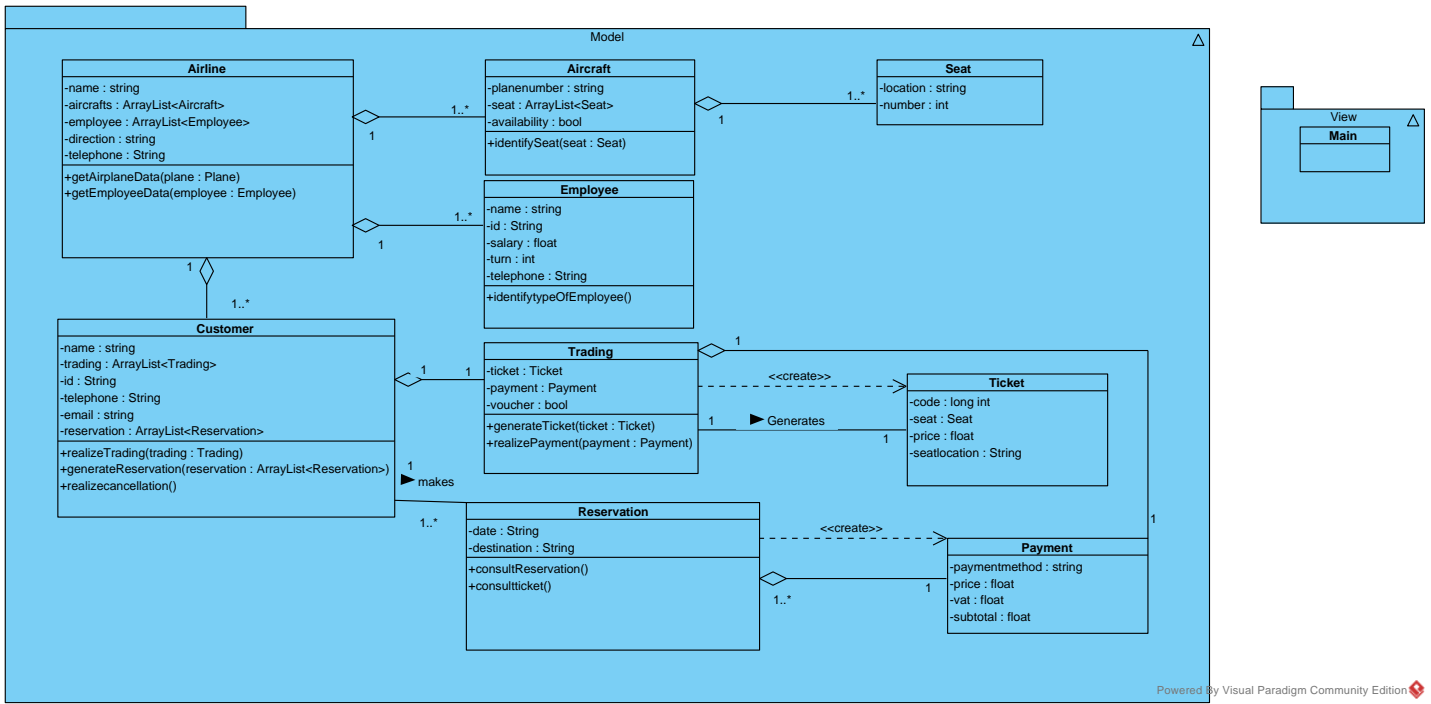 Model
Airline
-name : string
-aircrafts : ArrayList<Aircraft>
-employee : ArrayList<Employee>
-direction : string
-telephone : String
+getAirplaneData(plane : Plane)
+getEmployeeData(employee : Employee)
1
1..*
Aircraft
-planenumber : string
-seat : ArrayList<Seat>
-availability : bool
+identifySeat(seat : Seat)
1
1..*
Seat
-location : string
-number : int
View
Main
1
1..*
Employee
-name : string
-id : String
-salary : float
-turn : int
-telephone : String
+identifytypeOfEmployee()
1
1..*
Customer
-name : string
-trading : ArrayList<Trading>
-id : String
-telephone : String
-email : string
-reservation : ArrayList<Reservation>
+realizeTrading(trading : Trading)
+generateReservation(reservation : ArrayList<Reservation>)
+realizecancellation()
1
1
Trading
-ticket : Ticket
-payment : Payment
-voucher : bool
+generateTicket(ticket : Ticket)
+realizePayment(payment : Payment)
1
<<create>>
1
Generates
1
Ticket
-code : long int
-seat : Seat
-price : float
-seatlocation : String
1
makes
1..*
Reservation
-date : String
-destination : String
+consultReservation()
+consultticket()
<<create>>
1..*
1
1
Payment
-paymentmethod : string
-price : float
-vat : float
-subtotal : float
Powered By Visual Paradigm Community Edition